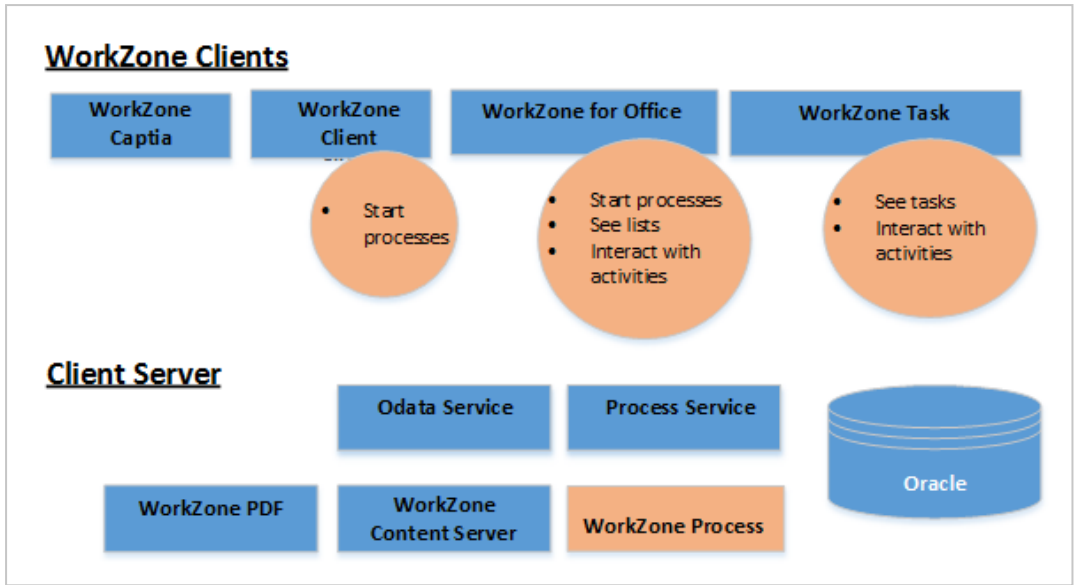 WorkZone Clients
WorkZone
Captia
WorkZone
Client
WorkZone for Office
WorkZone Task
• Start
processes
• Start processes
• See lists
• Interact with
activities
• See tasks
• Interact with
activities
Client Server
Odata Service
Process Service
Oracle
WorkZone PDF
WorkZone
Content Server
WorkZone Process